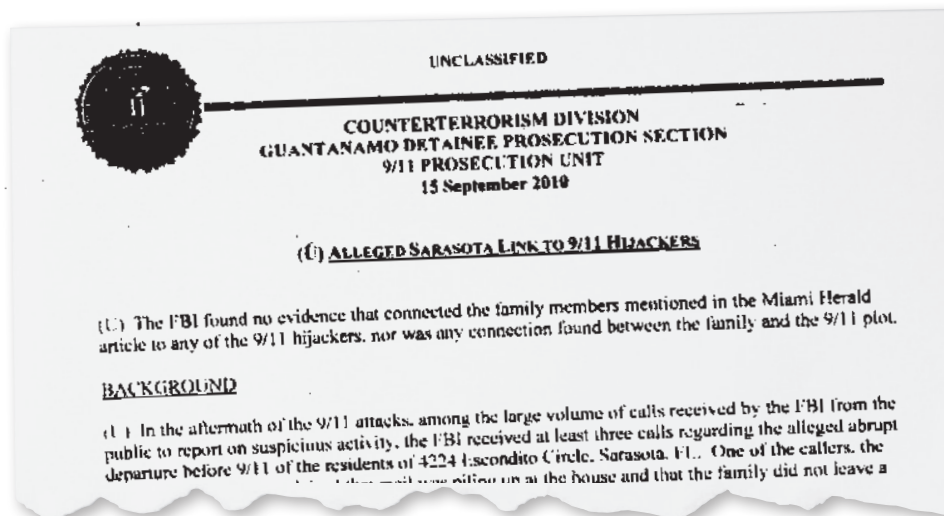 UNCLASSIFIED
COUNTERTERRORISM DIVISION
GUANTANAMO DETAINEE PROSECUTION SECTION
9/11 PROSECUTION UNIT
15 September 2010
(U) ALLEGED SARASOTA LINK TO 9/11 HIJACKERS
(U) The FBI found no evidence that connected the family members mentioned in the Miami Herald
article to any of the 9/11 hijackers, nor was any connection found between the family and the 9/11 plot.
BACKGROUND
(U) In the aftermath of the 9/11 attacks, among the large volume of calls received by the FBI from the
public to report on suspicious activity, the FBI received at least three calls regarding the alleged abrupt
departure before 9/11 of the residents of 4224 Escondito Circle, Sarasota, FL. One of the callers, the
that mail was piling up at the house and that the family did not leave a